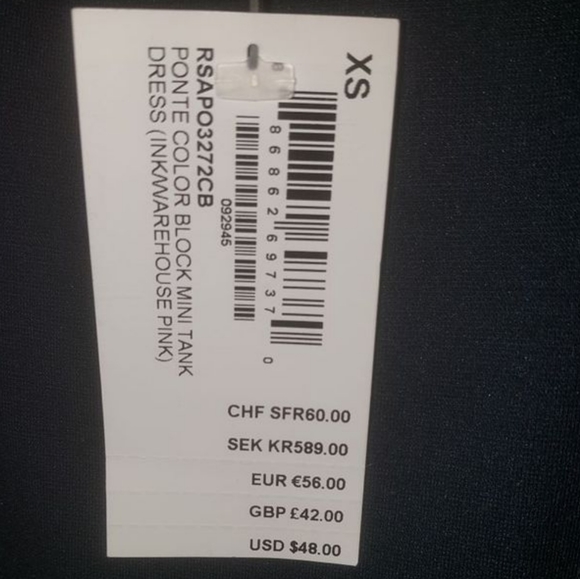 XS
8 6 8 6 2 6 9 7 3 7 0
092945
RSAPO3272CB
PONTE COLOR BLOCK MINI TANK
DRESS (INK/WAREHOUSE PINK)
CHF SFR60.00
SEK KR589.00
EUR €56.00
GBP £42.00
USD $48.00